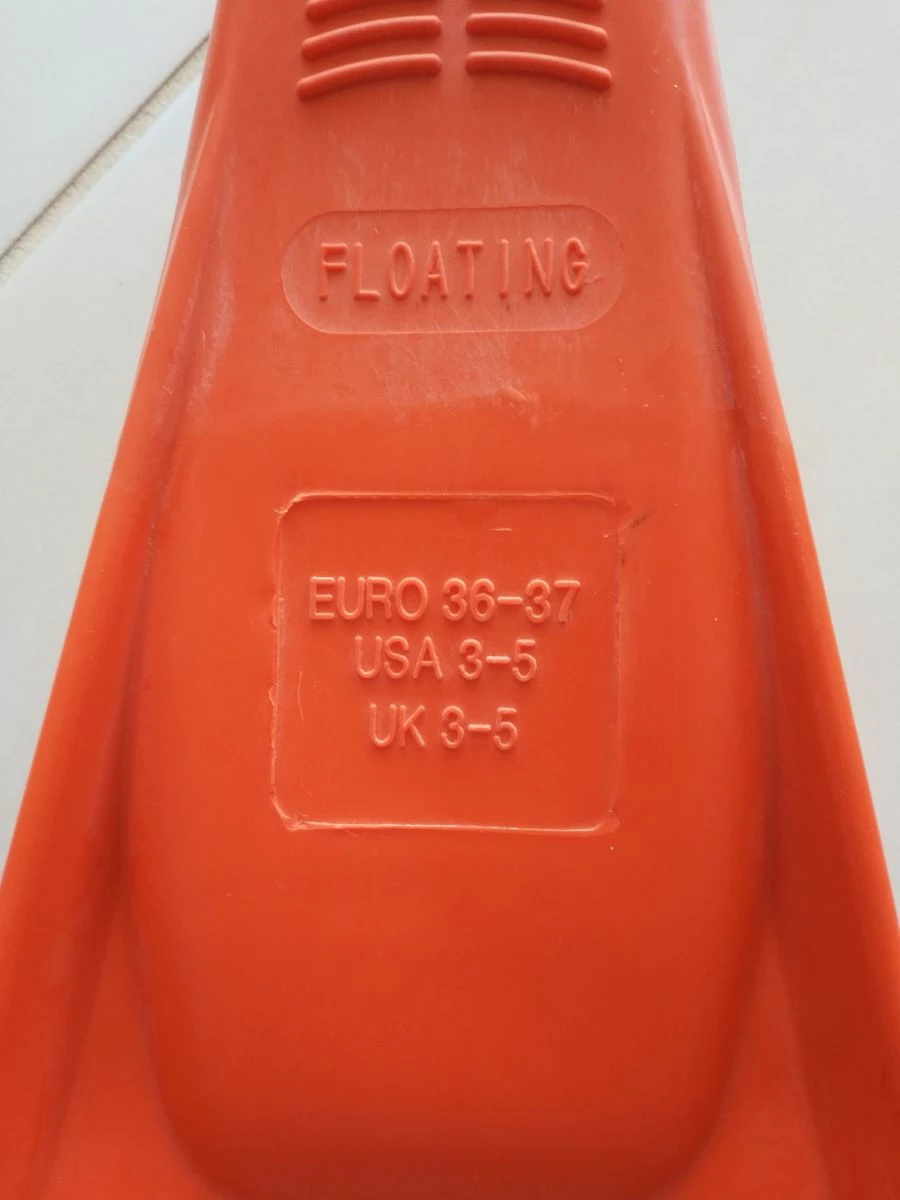 FLOATING
EURO 36-37
USA 3-5
UK 3-5